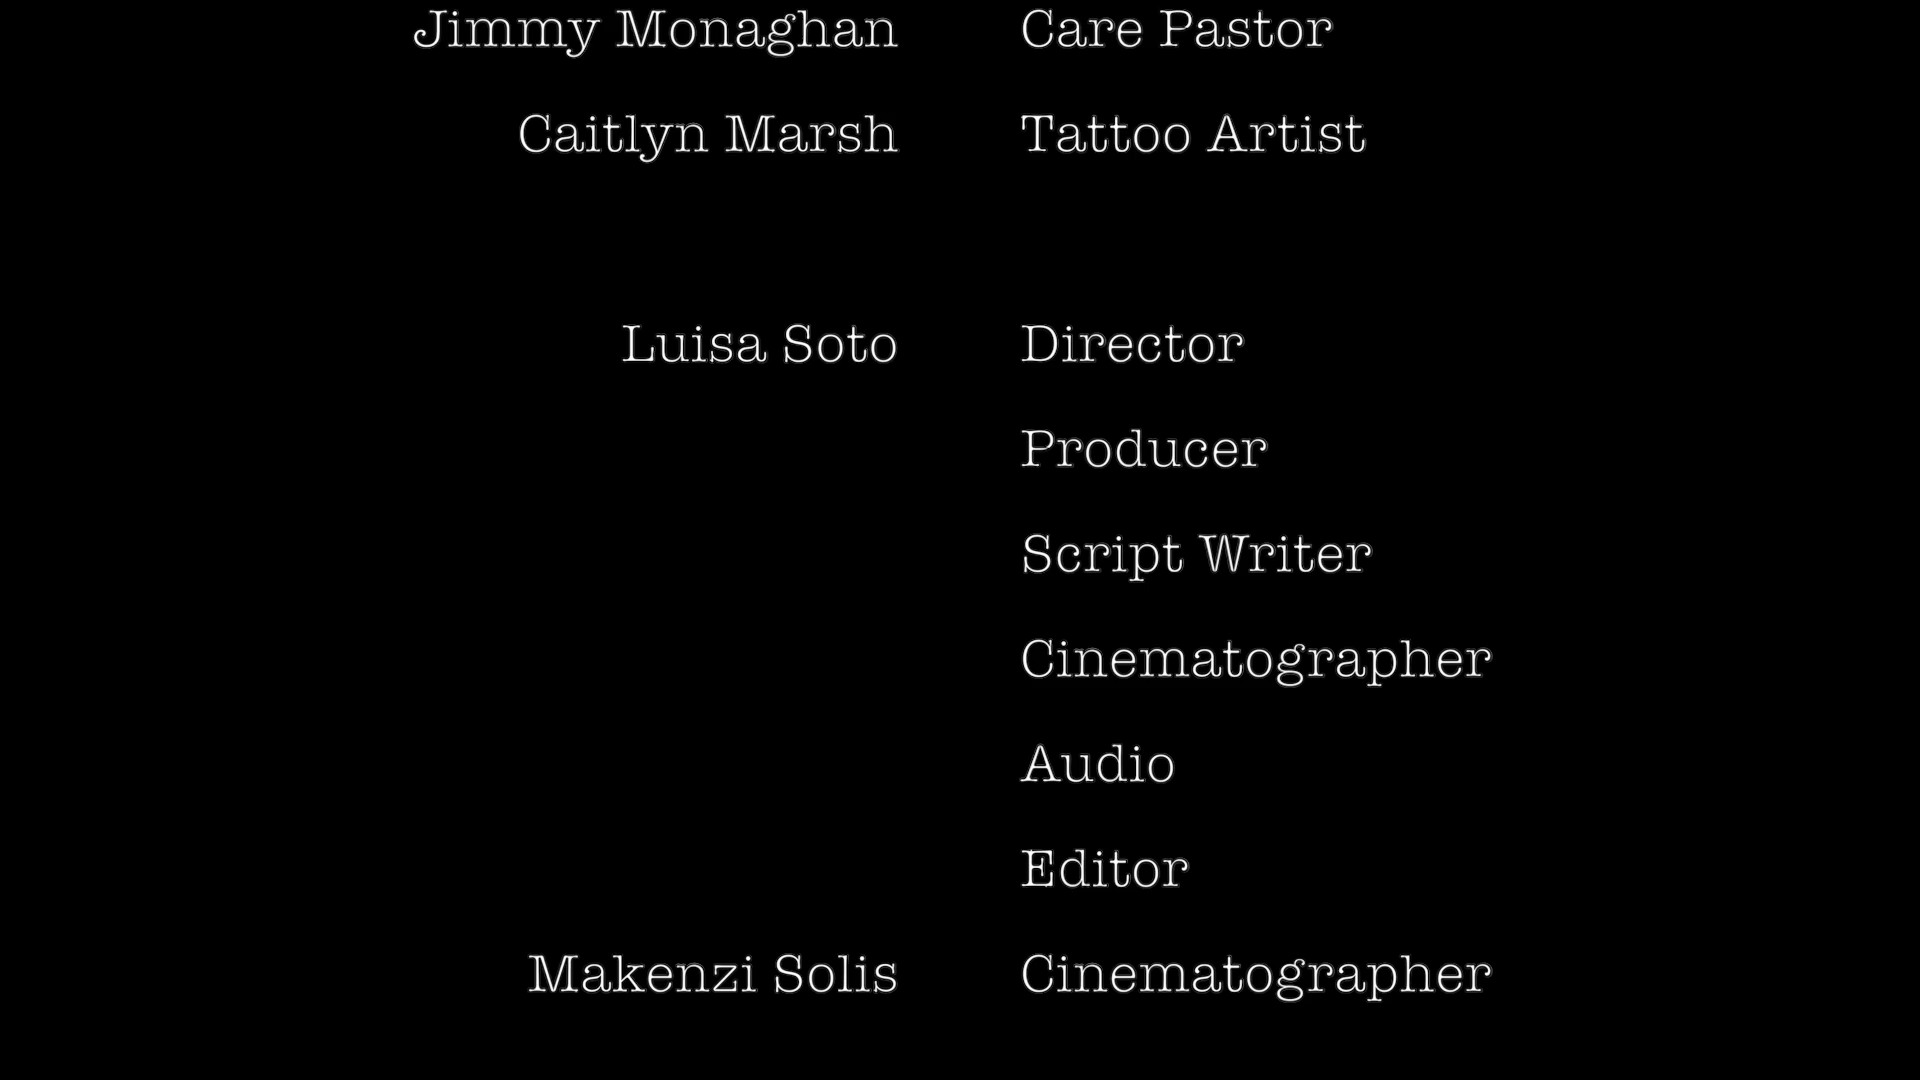 Jimmy Monaghan Care Pastor
Caitlyn Marsh Tattoo Artist
Luisa Soto Director
Producer
Script Writer
Cinematographer
Audio
Editor
Makenzi Solis Cinematographer